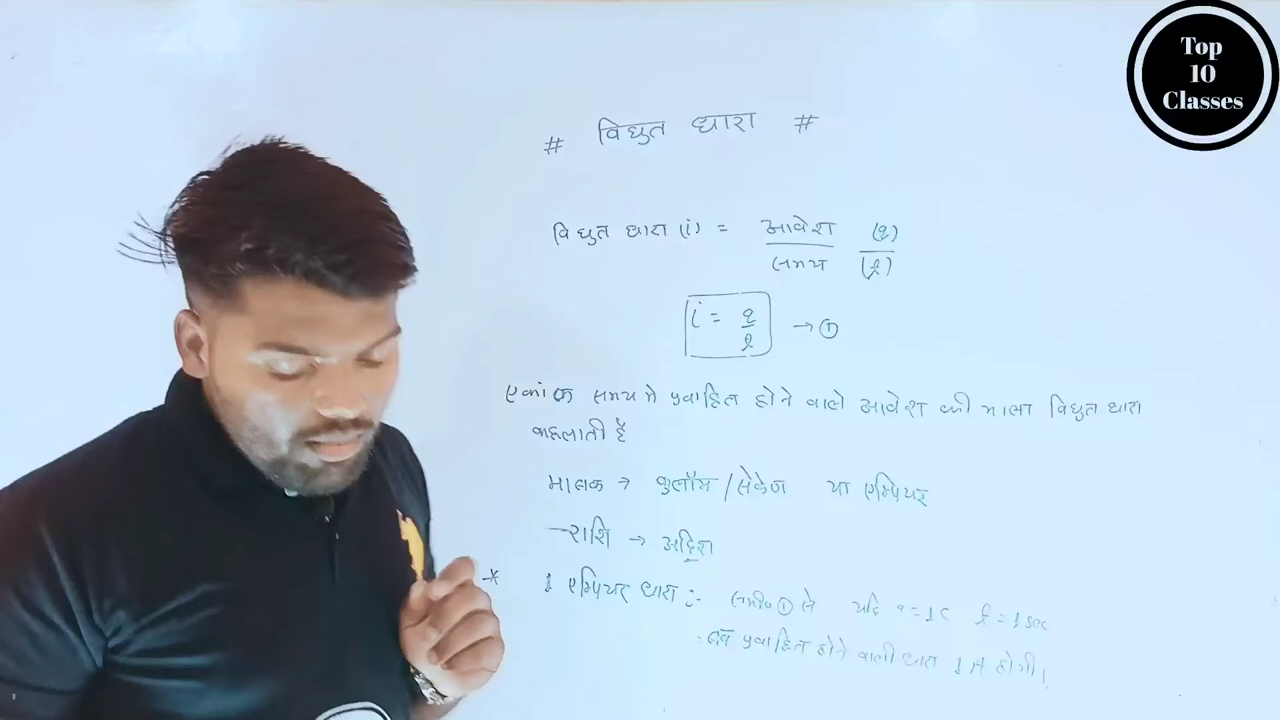 Top
10
Classes
# विधुत धारा #
विधुत धारा (i) = आवेश (q)
समय (t)
i = q
t → ①
एकांक समय मे प्रवाहित होने वाले आवेश की मात्रा विधुत धारा
कहलाती है
मात्रक → कुलॉम /सेकेण्ड या एम्पियर
राशि → अदिश
* 1 एम्पियर धारा :- समी० ① से यदि q = 1C t = 1 sec
तब प्रवाहित होने वाली धारा 1A होगी।